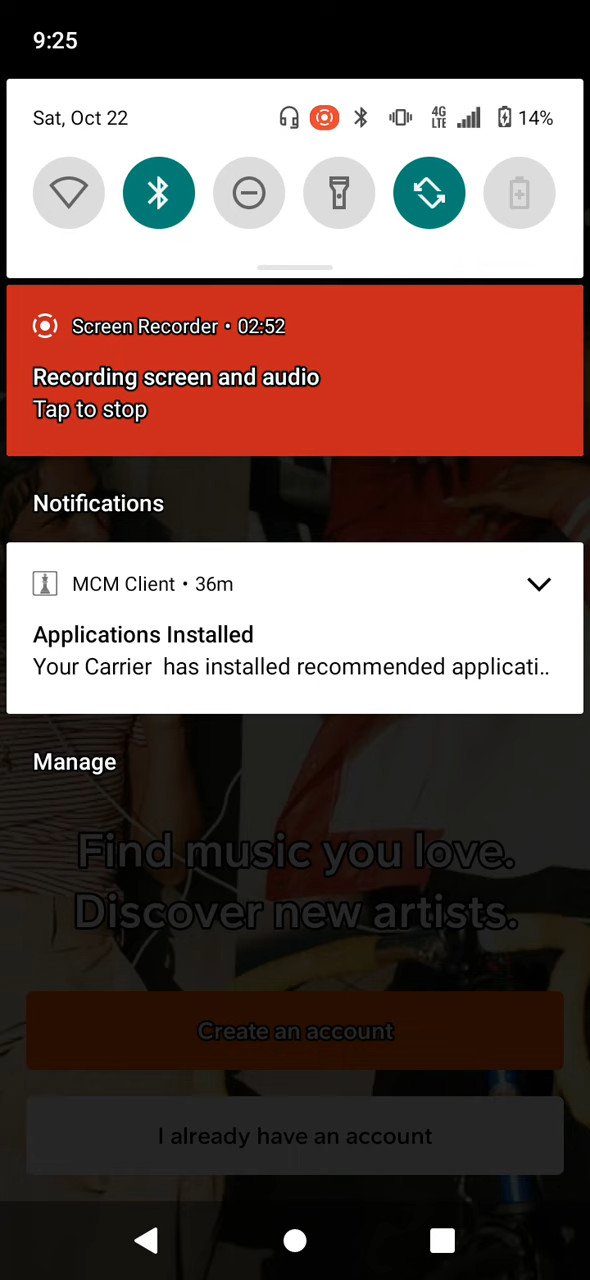 9:25
Sat, Oct 22
4G
LTE
14%
Screen Recorder • 02:52
Recording screen and audio
Tap to stop
Notifications
MCM Client • 36m
Applications Installed
Your Carrier  has installed recommended applicati..
Manage
Find music you love.
Discover new artists.
Create an account
I already have an account